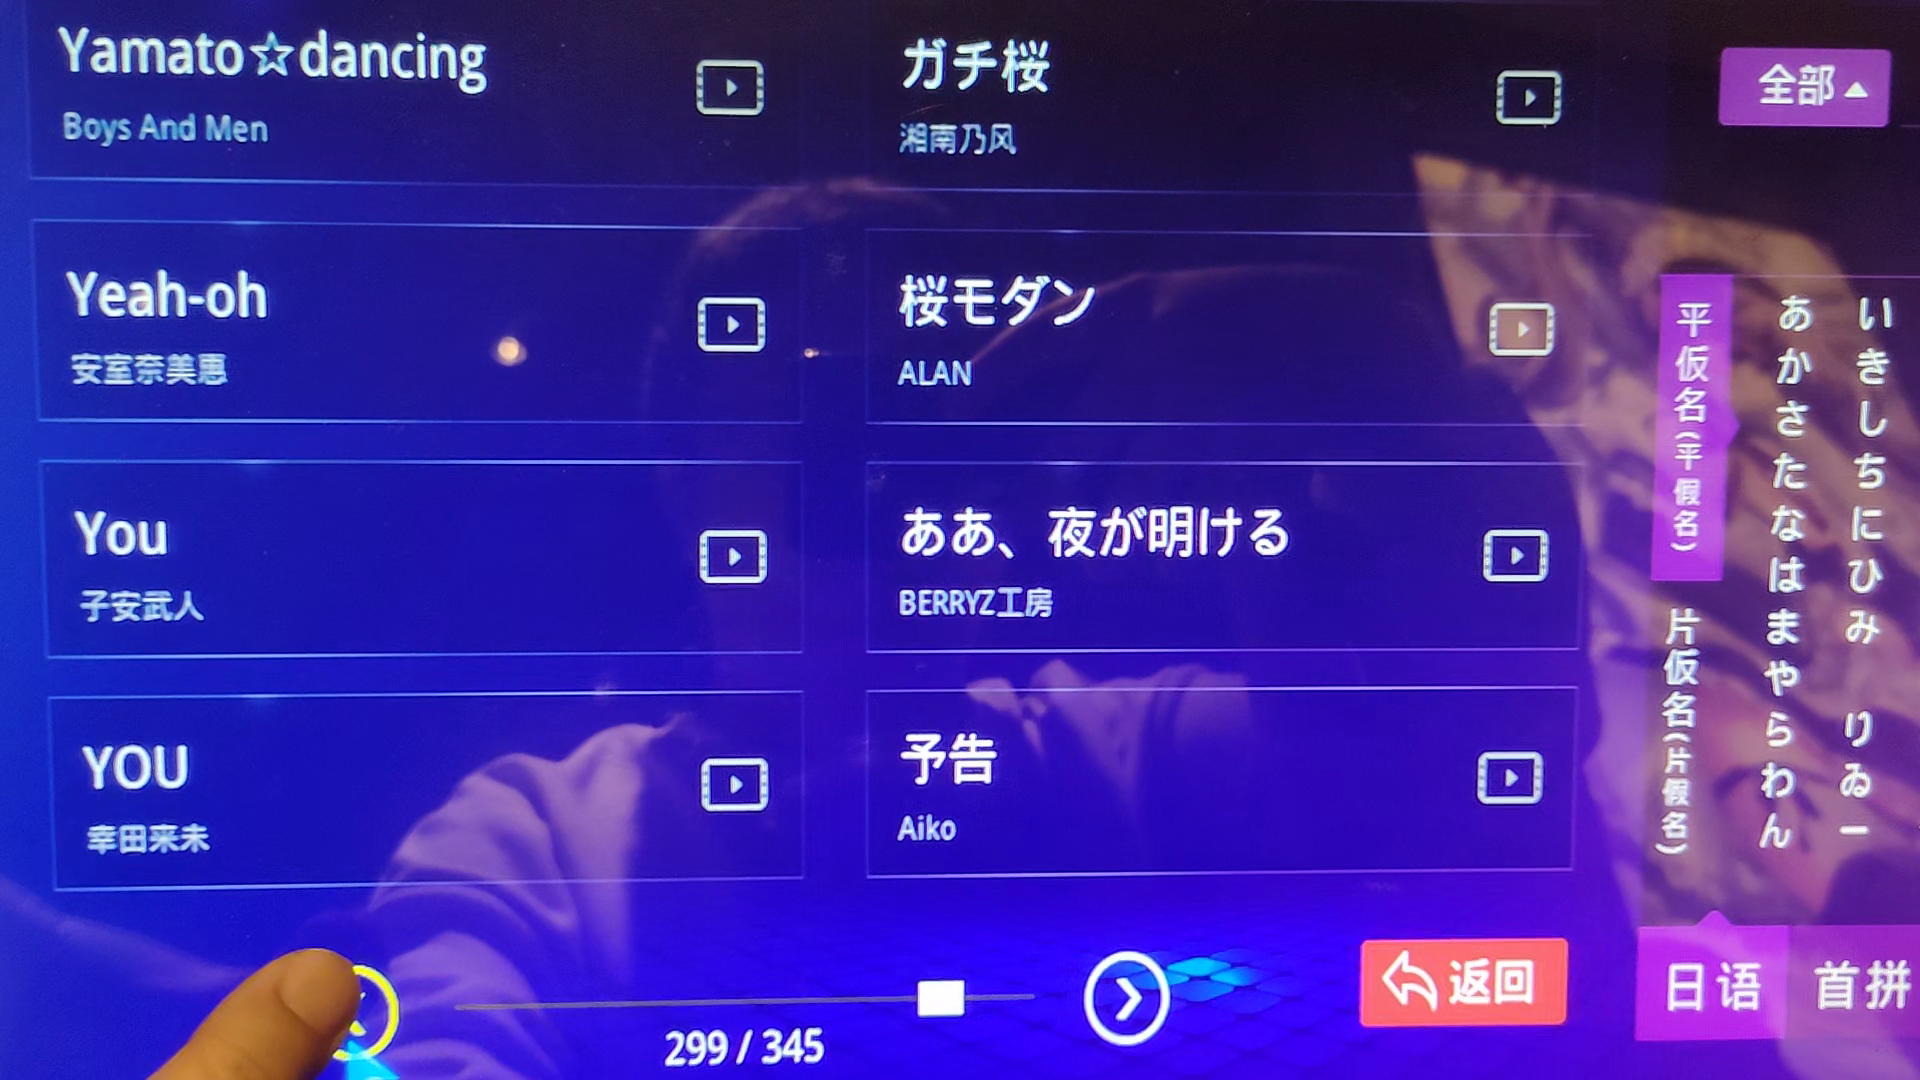 Yamato☆dancing
Boys And Men
ガチ桜
湘南乃风
Yeah-oh
安室奈美惠
桜モダン
ALAN
You
子安武人
ああ、夜が明ける
BERRYZ工房
YOU
幸田来未
予告
Aiko
299 / 345
返回
全部
平仮名(平假名)
片仮名(片假名)
あかさたなはまやらわん
いきしちにひみ りゐー
日语
首拼